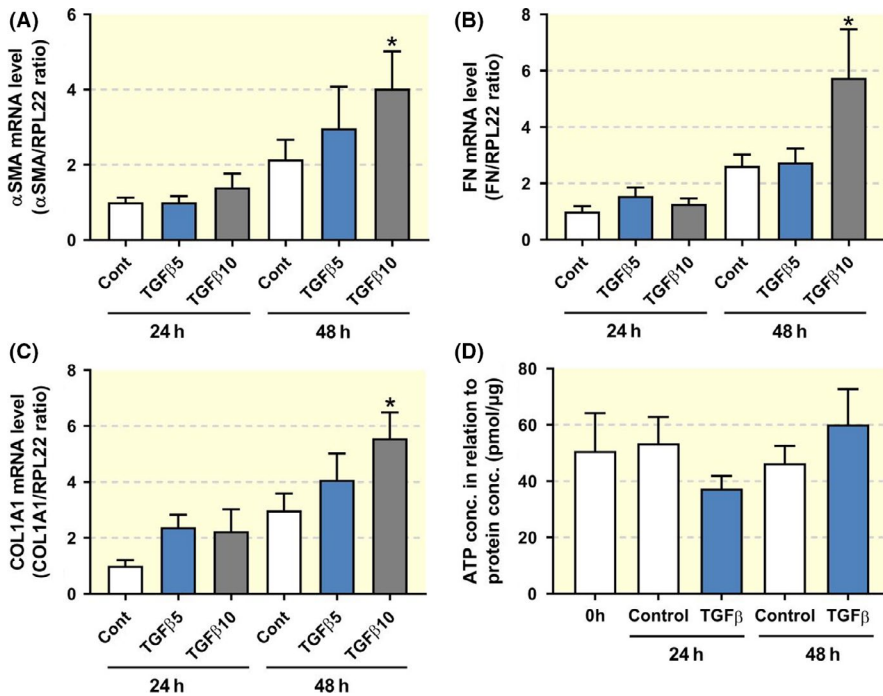 (A)
αSMA mRNA level
(αSMA/RPL22 ratio)
6
4
2
0
*
Cont
TGFβ5
TGFβ10
Cont
TGFβ5
TGFβ10
24 h
48 h
(B)
FN mRNA level
(FN/RPL22 ratio)
8
6
4
2
0
*
Cont
TGFβ5
TGFβ10
Cont
TGFβ5
TGFβ10
24 h
48 h
(C)
COL1A1 mRNA level
(COL1A1/RPL22 ratio)
8
6
4
2
0
*
Cont
TGFβ5
TGFβ10
Cont
TGFβ5
TGFβ10
24 h
48 h
(D)
ATP conc. in relation to
protein conc. (pmol/µg)
80
60
40
20
0
0h
Control
TGFβ
Control
TGFβ
24 h
48 h